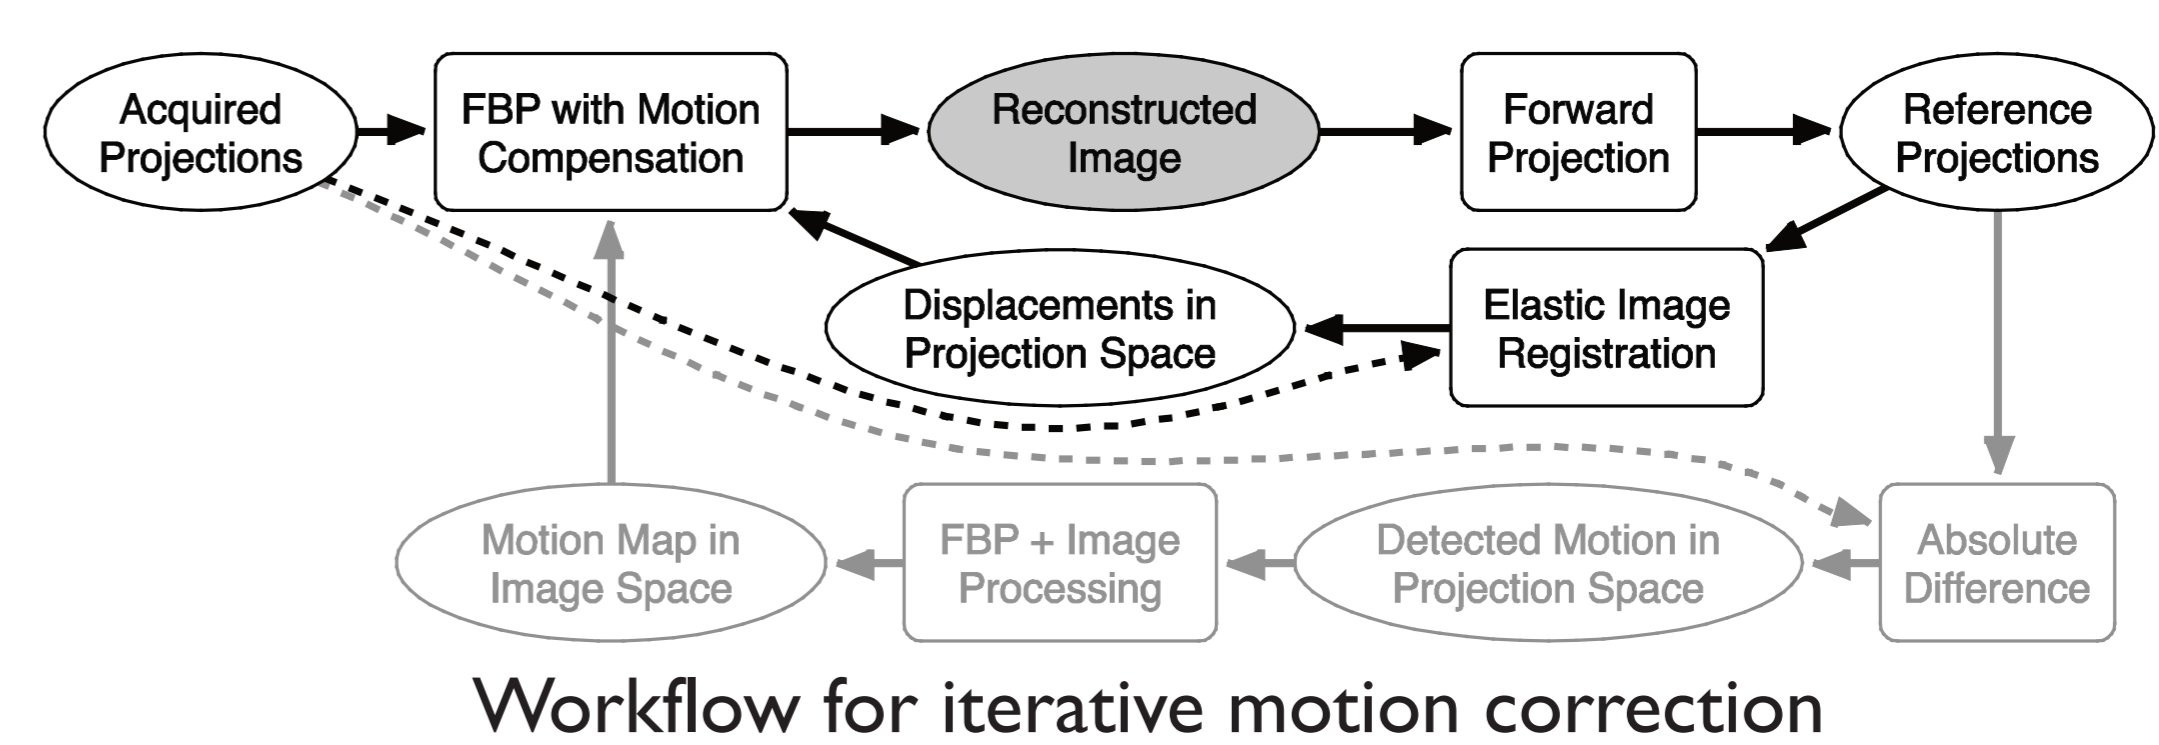 Acquired
Projections
FBP with Motion
Compensation
Reconstructed
Image
Forward
Projection
Reference
Projections
Displacements in
Projection Space
Elastic Image
Registration
Motion Map in
Image Space
FBP + Image
Processing
Detected Motion in
Projection Space
Absolute
Difference
Workflow for iterative motion correction